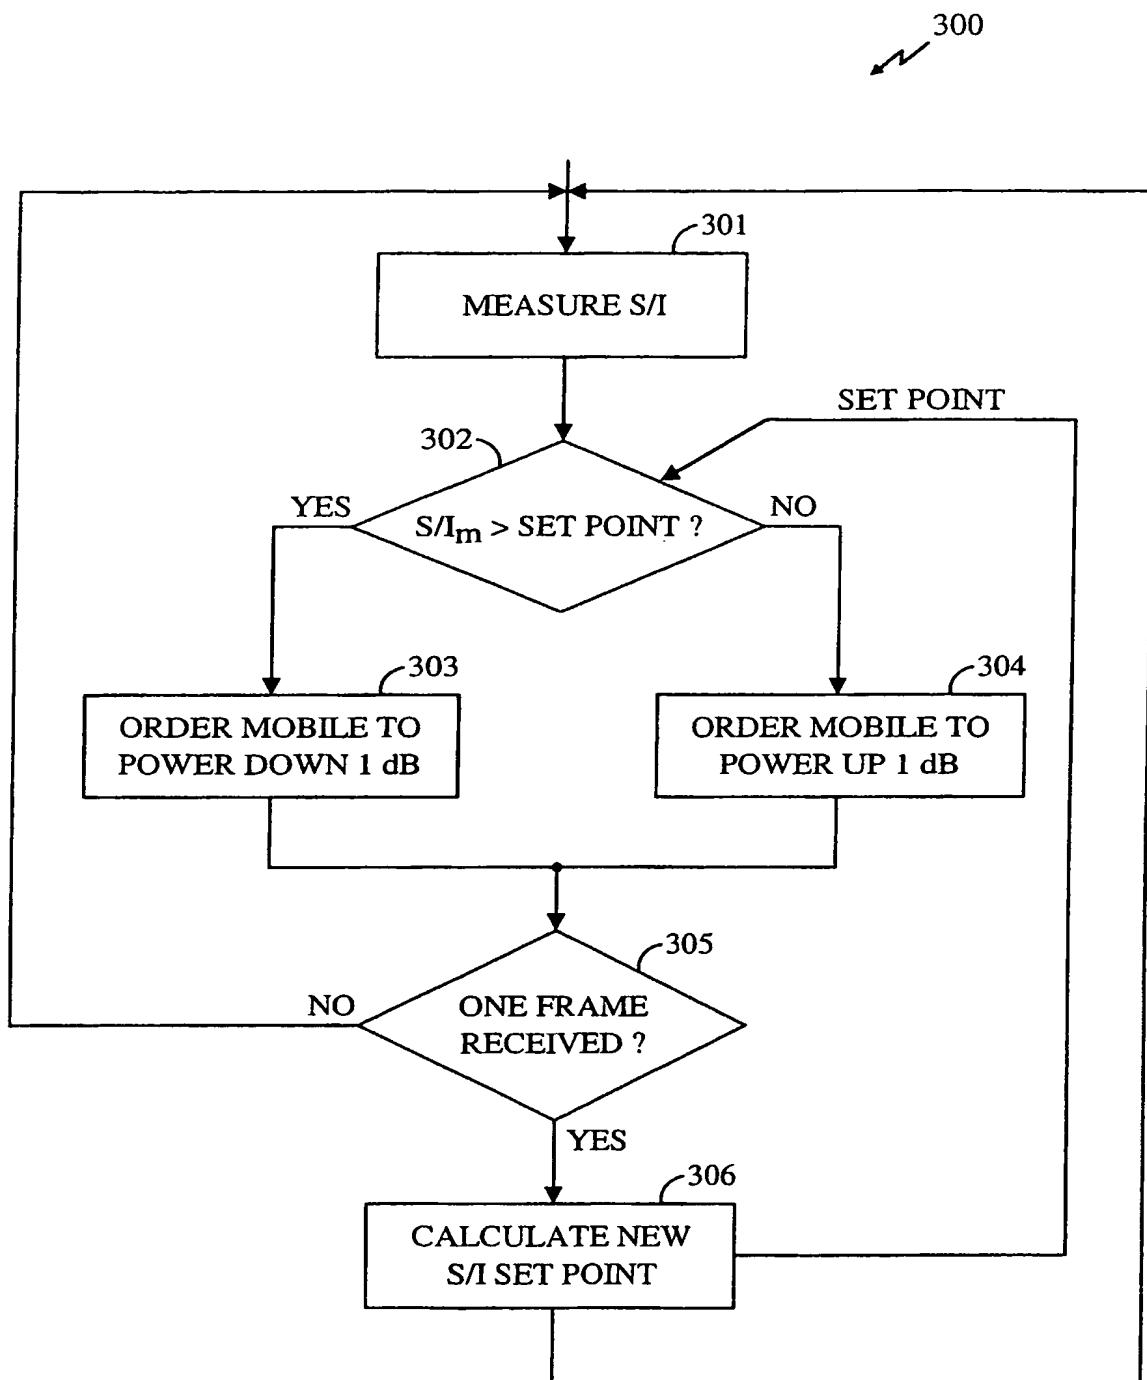 300
301
MEASURE S/I
SET POINT
302
YES
S/Im > SET POINT ?
NO
303
304
ORDER MOBILE TO
POWER DOWN 1 dB
ORDER MOBILE TO
POWER UP 1 dB
305
NO
ONE FRAME
RECEIVED ?
YES
306
CALCULATE NEW
S/I SET POINT